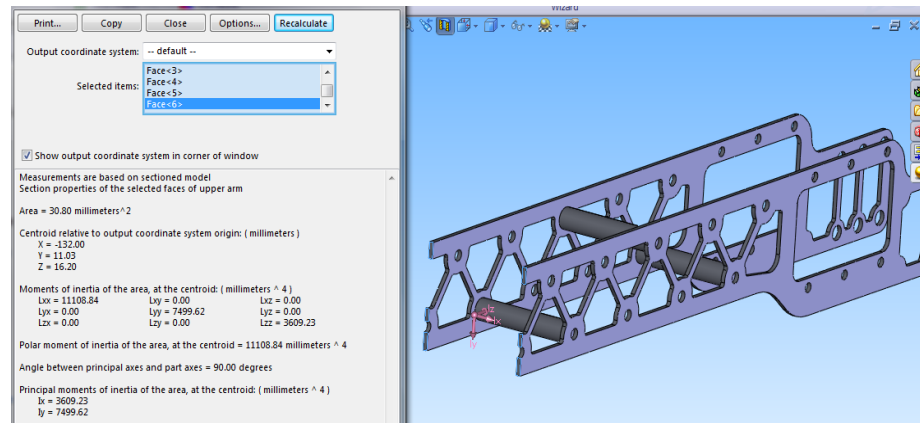 Wizard
Print... Copy Close Options... Recalculate
Output coordinate system: -- default --
Selected items:
Face<3>
Face<4>
Face<5>
Face<6>
Show output coordinate system in corner of window
Measurements are based on sectioned model
Section properties of the selected faces of upper arm
Area = 30.80 millimeters^2
Centroid relative to output coordinate system origin: ( millimeters )
X = -132.00
Y = 11.03
Z = 16.20
Moments of inertia of the area, at the centroid: ( millimeters ^ 4 )
Lxx = 11108.84 Lxy = 0.00 Lxz = 0.00
Lyx = 0.00 Lyy = 7499.62 Lyz = 0.00
Lzx = 0.00 Lzy = 0.00 Lzz = 3609.23
Polar moment of inertia of the area, at the centroid = 11108.84 millimeters ^ 4
Angle between principal axes and part axes = 90.00 degrees
Principal moments of inertia of the area, at the centroid: ( millimeters ^ 4 )
Ix = 3609.23
Iy = 7499.62
Iz
Ix
Iy